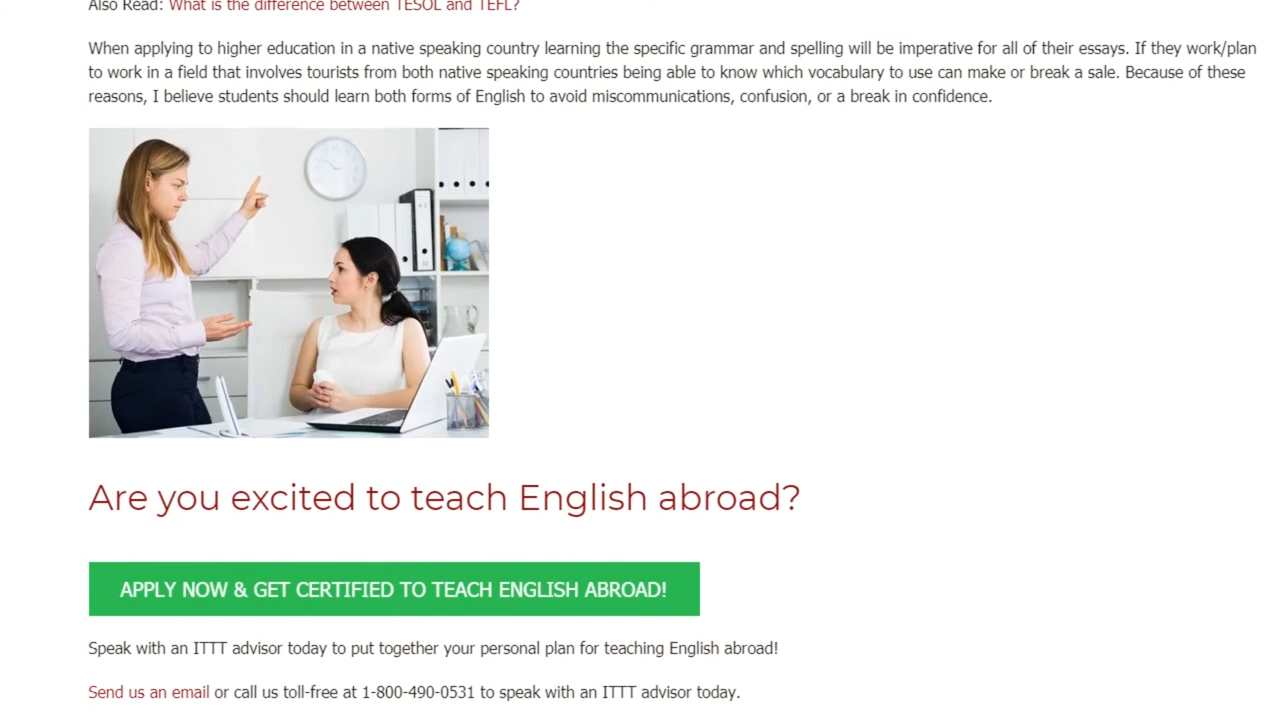 Also Read: What is the difference between TESOL and TEFL?
When applying to higher education in a native speaking country learning the specific grammar and spelling will be imperative for all of their essays. If they work/plan
to work in a field that involves tourists from both native speaking countries being able to know which vocabulary to use can make or break a sale. Because of these
reasons, I believe students should learn both forms of English to avoid miscommunications, confusion, or a break in confidence.
Are you excited to teach English abroad?
APPLY NOW & GET CERTIFIED TO TEACH ENGLISH ABROAD!
Speak with an ITTT advisor today to put together your personal plan for teaching English abroad!
Send us an email or call us toll-free at 1-800-490-0531 to speak with an ITTT advisor today.